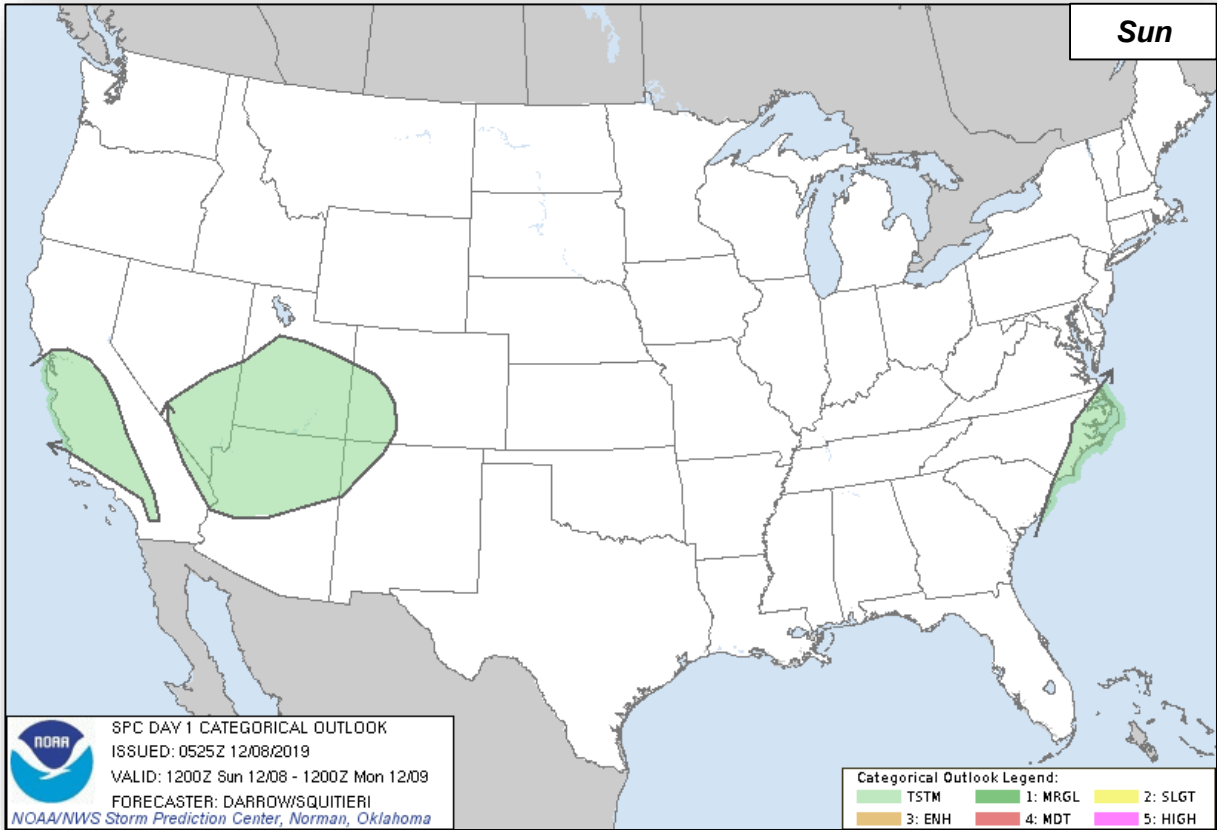 Sun
NOAA
SPC DAY 1 CATEGORICAL OUTLOOK
ISSUED: 0525Z 12/08/2019
VALID: 1200Z Sun 12/08 - 1200Z Mon 12/09
FORECASTER: DARROW/SQUITIERI
NOAA/NWS Storm Prediction Center, Norman, Oklahoma
Categorical Outlook Legend:
TSTM 1: MRGL 2: SLGT
3: ENH 4: MDT 5: HIGH